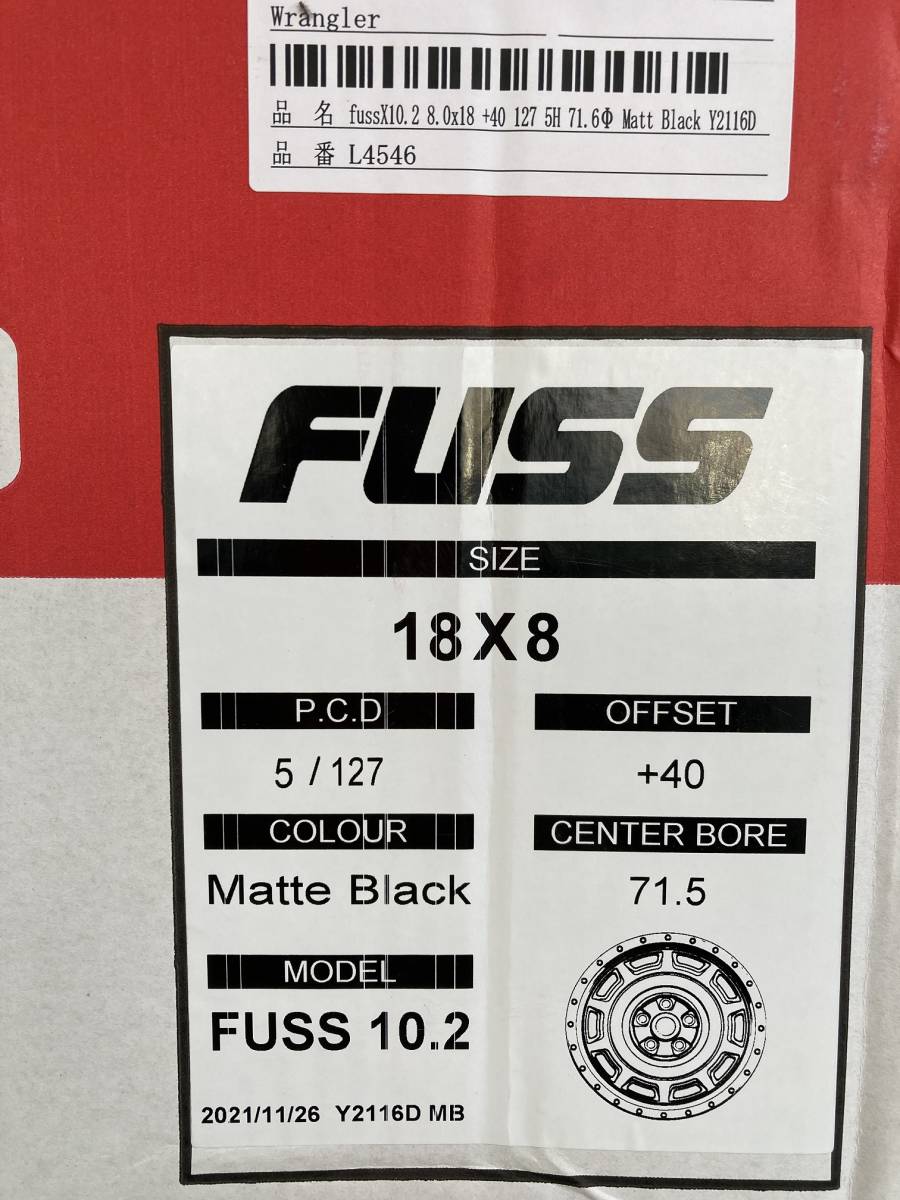 Wrangler
品 名 fussX10.2 8.0x18 +40 127 5H 71.6Φ Matt Black Y2116D
品 番 L4546
FUSS
SIZE
18X8
P.C.D OFFSET
5 / 127 +40
COLOUR CENTER BORE
Matte Black 71.5
MODEL
FUSS 10.2
2021/11/26 Y2116D MB